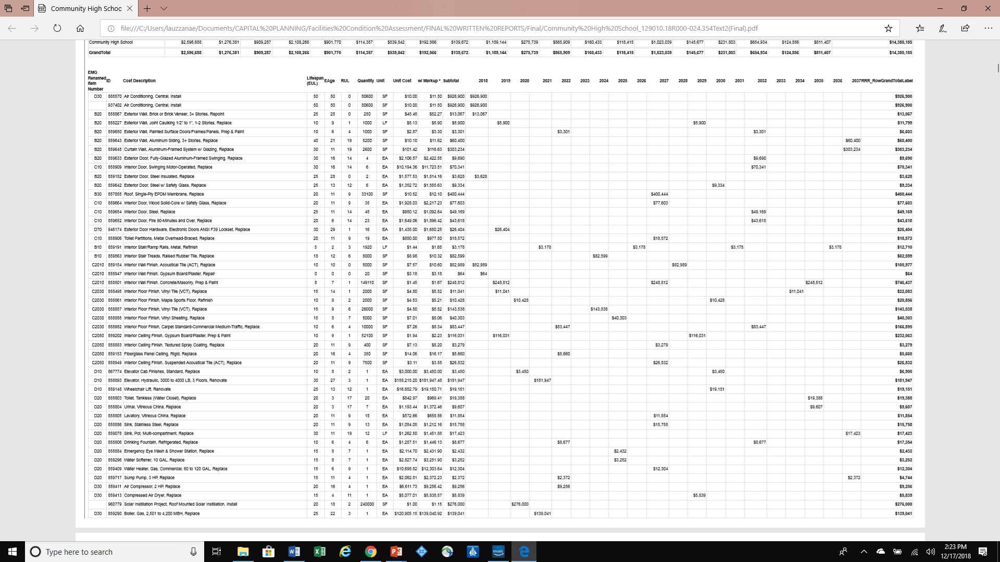 Community High Schoc
file:///C:/Users/lauzzanae/Documents/CAPITAL%20PLANNING/Facilities%20Condition%20Assessment/FINAL%20WRITTEN%20REPORTS/Final/Community%20High%20School_129010.18R000-024.354Text2(Final).pdf
Community High School $2,596,688 $1,276,381 $909,287 $2,108,266 $901,770 $114,357 $539,842 $192,566 $139,672 $1,189,144 $275,739 $865,909 $160,433 $118,415 $1,023,039 $145,677 $231,803 $654,934 $124,856 $811,407 $14,380,185
GrandTotal $2,596,688 $1,276,381 $909,287 $2,108,266 $901,770 $114,357 $539,842 $192,566 $139,672 $1,189,144 $275,739 $865,909 $160,433 $118,415 $1,023,039 $145,677 $231,803 $654,934 $124,856 $811,407 $14,380,185
EMG Renamed Item Number ID Cost Description Lifespan (EUL) EAge RUL Quantity Unit Unit Cost w/ Markup * Subtotal 2018 2019 2020 2021 2022 2023 2024 2025 2026 2027 2028 2029 2030 2031 2032 2033 2034 2035 2036 2037 RRR_RowGrandTotalLabel
D30 885570 Air Conditioning, Central, Install 50 50 0 80600 SF $10.00 $11.50 $926,900 $926,900 $926,900
937402 Air Conditioning, Central, Install 50 50 0 80600 SF $10.00 $11.50 $926,900 $926,900 $926,900
B20 858867 Exterior Wall, Brick or Brick Veneer, 3+ Stories, Repoint 25 25 0 250 SF $45.45 $52.27 $13,067 $13,067 $13,067
B20 858227 Exterior Wall, Joint Caulking 1/2" to 1", 1-2 Stories, Replace 10 9 1 1000 LF $5.13 $5.90 $5,900 $5,900 $5,900 $11,799
B20 859650 Exterior Wall, Painted Surface Doors/Frames/Panels, Prep & Paint 10 6 4 1000 SF $2.87 $3.30 $3,301 $3,301 $3,301 $6,603
B20 859643 Exterior Wall, Aluminum Siding, 3+ Stories, Replace 40 21 19 5200 SF $10.10 $11.62 $60,400 $60,400 $60,400
B20 859645 Curtain Wall, Aluminum-Framed System w/ Glazing, Replace 30 11 19 2600 SF $101.42 $116.63 $303,234 $303,234 $303,234
B20 859633 Exterior Door, Fully-Glazed Aluminum-Framed Swinging, Replace 30 16 14 4 EA $2,106.57 $2,422.55 $9,690 $9,690 $9,690
C10 858909 Interior Door, Swinging Motor-Operated, Replace 30 16 14 6 EA $10,194.36 $11,723.51 $70,341 $70,341 $70,341
B20 859152 Exterior Door, Steel Insulated, Replace 25 28 0 2 EA $1,577.53 $1,814.16 $3,628 $3,628 $3,628
B20 859642 Exterior Door, Steel w/ Safety Glass, Replace 25 13 12 6 EA $1,352.72 $1,555.63 $9,334 $9,334 $9,334
B30 857855 Roof, Single-Ply EPDM Membrane, Replace 20 11 9 33100 SF $10.52 $12.10 $400,444 $400,444 $400,444
C10 859664 Interior Door, Wood Solid-Core w/ Safety Glass, Replace 20 11 9 35 EA $1,928.03 $2,217.23 $77,603 $77,603 $77,603
C10 859654 Interior Door, Steel, Replace 25 11 14 45 EA $950.12 $1,092.64 $49,169 $49,169 $49,169
C10 859652 Interior Door, Fire 90-Minutes and Over, Replace 20 6 14 23 EA $1,649.06 $1,896.42 $43,618 $43,618 $43,618
D70 946174 Exterior Door Hardware, Electronic Doors ANSI F39 Lockset, Replace 30 29 1 16 EA $1,435.00 $1,650.25 $26,404 $26,404 $26,404
C10 858906 Toilet Partitions, Metal Overhead-Braced, Replace 20 11 9 19 EA $850.00 $977.50 $18,572 $18,572 $18,572
B10 859191 Interior Stair/Ramp Rails, Metal, Refinish 5 2 3 1920 LF $1.44 $1.65 $3,178 $3,178 $3,178 $3,178 $3,178 $12,710
B10 859563 Interior Stair Treads, Raised Rubber Tile, Replace 18 12 6 8000 SF $8.98 $10.32 $82,599 $82,599 $82,599
C2010 859154 Interior Wall Finish, Acoustical Tile (ACT), Replace 10 10 0 5000 SF $7.57 $10.60 $52,989 $52,989 $52,989 $105,977
C2010 858947 Interior Wall Finish, Gypsum Board/Plaster, Repair 0 0 0 20 SF $3.18 $3.18 $64 $64 $64
C2010 858501 Interior Wall Finish, Concrete/Masonry, Prep & Paint 8 7 1 149110 SF $1.45 $1.67 $248,812 $248,812 $248,812 $248,812 $746,437
C2030 858495 Interior Floor Finish, Vinyl Tile (VCT), Replace 15 14 1 2000 SF $4.80 $5.52 $11,041 $11,041 $11,041 $22,083
C2030 858861 Interior Floor Finish, Maple Sports Floor, Refinish 10 8 2 2000 SF $4.53 $5.21 $10,428 $10,428 $10,428 $20,856
C2030 858857 Interior Floor Finish, Vinyl Tile (VCT), Replace 15 9 6 26000 SF $4.80 $5.52 $143,538 $143,538 $143,538
C2030 858885 Interior Floor Finish, Vinyl Sheeting, Replace 15 8 7 5000 SF $7.01 $8.06 $40,303 $40,303 $40,303
C2030 858952 Interior Floor Finish, Carpet Standard-Commercial Medium-Traffic, Replace 10 6 4 10000 SF $7.26 $8.34 $83,447 $83,447 $83,447 $166,895
C2050 859202 Interior Ceiling Finish, Gypsum Board/Plaster, Prep & Paint 10 9 1 52100 SF $1.94 $2.23 $116,031 $116,031 $116,031 $232,063
C2050 858883 Interior Ceiling Finish, Textured Spray Coating, Replace 20 11 9 400 SF $7.13 $8.20 $3,279 $3,279 $3,279
C2050 859153 Fiberglass Panel Ceiling, Rigid, Replace 20 16 4 350 SF $14.06 $16.17 $5,660 $5,660 $5,660
C2050 858949 Interior Ceiling Finish, Suspended Acoustical Tile (ACT), Replace 20 11 9 7500 SF $3.11 $3.58 $26,832 $26,832 $26,832
D10 867774 Elevator Cab Finishes, Standard, Replace 10 8 2 1 EA $3,000.00 $3,450.00 $3,450 $3,450 $3,450 $6,900
D10 858893 Elevator, Hydraulic, 3000 to 4000 LB, 3 Floors, Renovate 30 27 3 1 EA $158,215.20 $181,947.48 $181,947 $181,947 $181,947
D10 859148 Wheelchair Lift, Renovate 25 13 12 1 EA $16,652.79 $19,150.71 $19,151 $19,151 $19,151
D20 858803 Toilet, Tankless (Water Closet), Replace 20 3 17 20 EA $842.97 $969.41 $19,388 $19,388 $19,388
D20 858804 Urinal, Vitreous China, Replace 20 3 17 7 EA $1,193.44 $1,372.46 $9,607 $9,607 $9,607
D20 858805 Lavatory, Vitreous China, Replace 20 11 9 18 EA $572.66 $658.56 $11,854 $11,854 $11,854
D20 858886 Sink, Stainless Steel, Replace 20 11 9 13 EA $1,054.05 $1,212.16 $15,758 $15,758 $15,758
D20 859078 Sink, Pot, Multi-compartment, Replace 30 11 19 12 LF $1,262.50 $1,451.88 $17,423 $17,423 $17,423
D20 858806 Drinking Fountain, Refrigerated, Replace 10 6 4 6 EA $1,257.51 $1,446.13 $8,677 $8,677 $8,677 $17,354
D20 858884 Emergency Eye Wash & Shower Station, Replace 15 8 7 1 EA $2,114.70 $2,431.90 $2,432 $2,432 $2,432
D20 859296 Water Softener, 10 GAL, Replace 15 8 7 1 EA $2,827.74 $3,251.90 $3,252 $3,252 $3,252
D20 859409 Water Heater, Gas, Commercial, 60 to 120 GAL, Replace 15 6 9 1 EA $10,698.82 $12,303.64 $12,304 $12,304 $12,304
D20 859717 Sump Pump, 3 HP, Replace 15 11 4 1 EA $2,062.81 $2,372.23 $2,372 $2,372 $2,372 $4,744
D30 859411 Air Compressor, 2 HP, Replace 20 16 4 1 EA $6,611.73 $9,256.42 $9,256 $9,256 $9,256
D30 859413 Compressed Air Dryer, Replace 15 4 11 1 EA $5,077.01 $5,838.57 $5,839 $5,839 $5,839
960779 Solar Instillation Project, Roof Mounted Solar Instillation, Install 20 18 2 240000 SF $1.00 $1.15 $276,000 $276,000 $276,000
D30 859290 Boiler, Gas, 2,501 to 4,200 MBH, Replace 25 22 3 1 EA $120,905.15 $139,040.92 $139,041 $139,041 $139,041
Type here to search
music
2:23 PM
12/17/2018